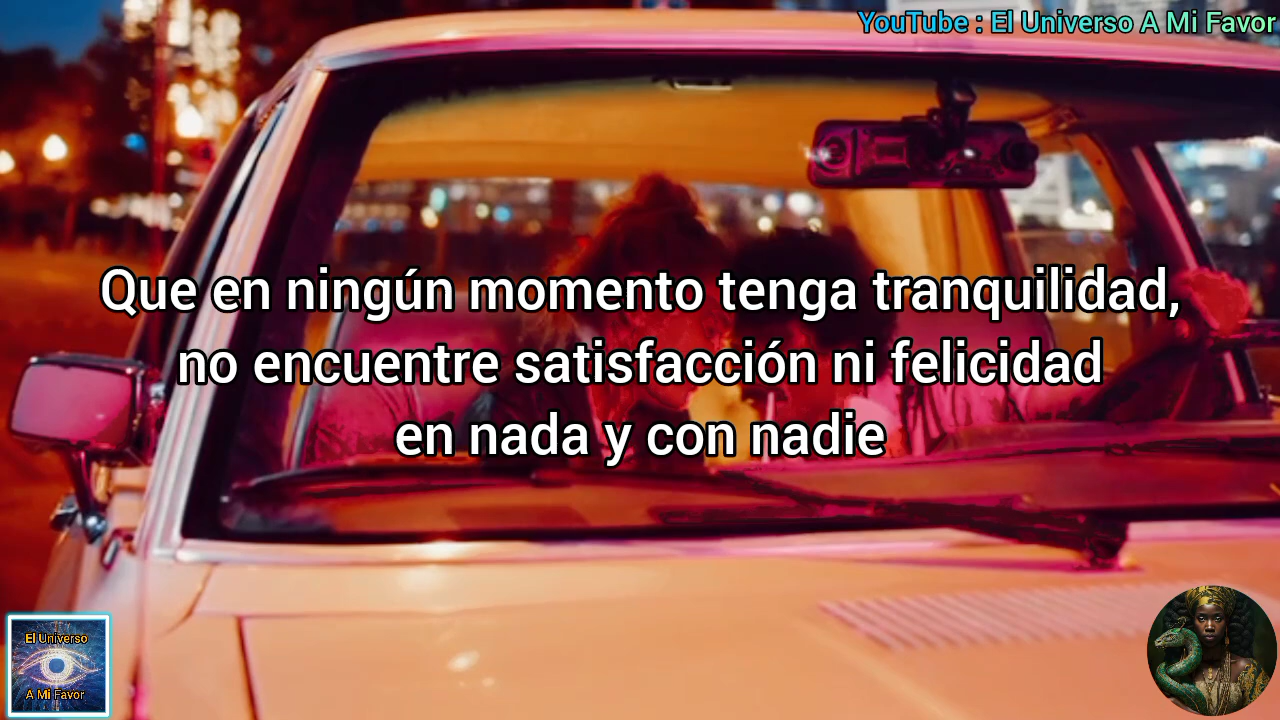 YouTube : El Universo A Mi Favor
Que en ningún momento tenga tranquilidad,
no encuentre satisfacción ni felicidad
en nada y con nadie
El Universo
A Mi Favor